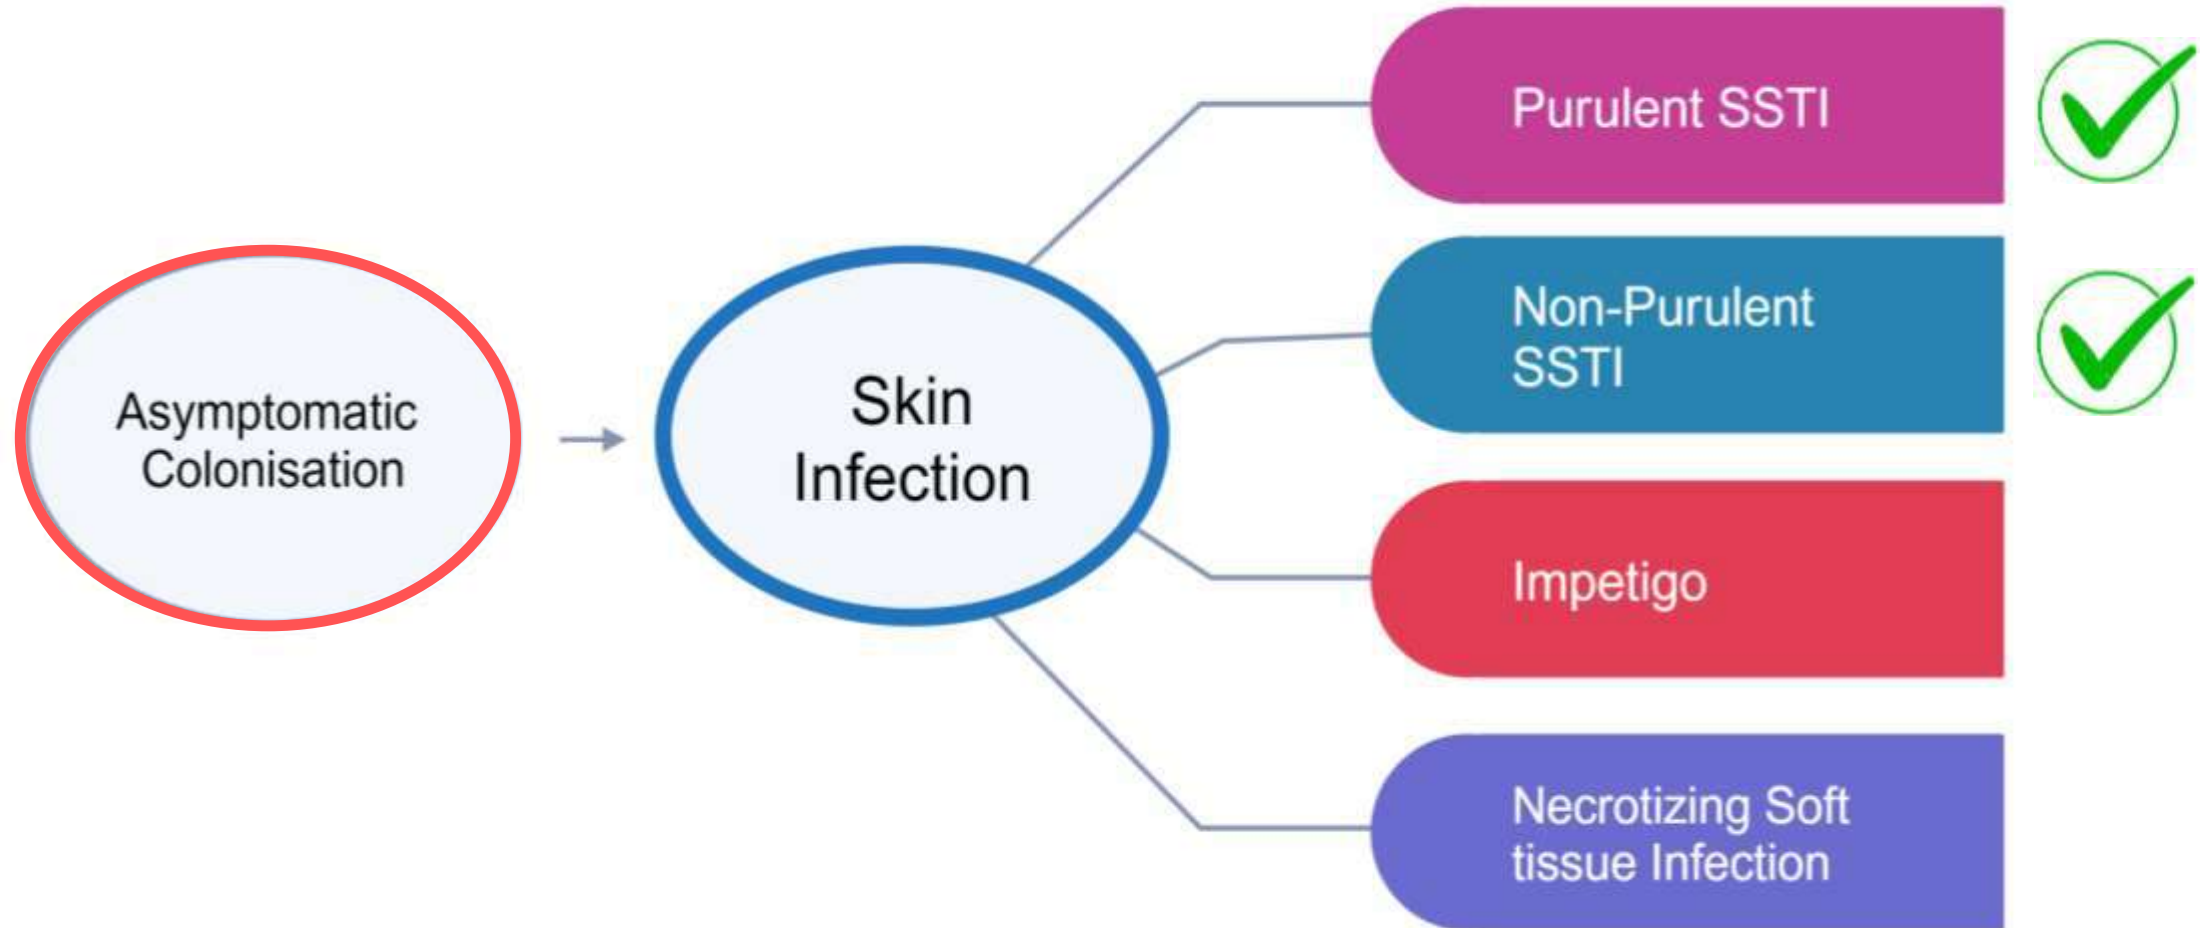 Asymptomatic
Colonisation
Skin
Infection
Purulent SSTI
Non-Purulent
SSTI
Impetigo
Necrotizing Soft
tissue Infection